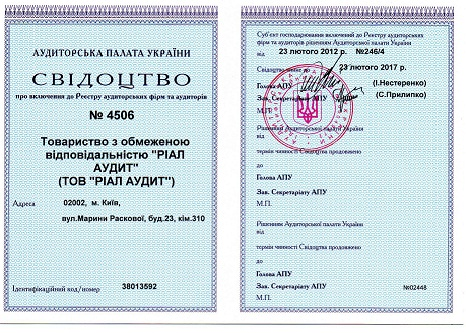 АУДИТОРСЬКА ПАЛАТА УКРАЇНИ
СВІДОЦТВО
про включення до Реєстру аудиторських фірм та аудиторів
№ 4506
Товариство з обмеженою
відповідальністю "РІАЛ
АУДИТ"
(ТОВ "РІАЛ АУДИТ")
Адреса 02002, м. Київ,
вул.Марини Раскової, буд.23, кім.310
Ідентифікаційний код/номер 38013592
Суб'єкт господарювання включений до Реєстру аудиторських
фірм та аудиторів рішенням Аудиторської палати України
від 23 лютого 2012 р. №246/4
Свідоцтво чинне до 23 лютого 2017 р.
Голова АПУ (І.Нестеренко)
Зав. Секретаріату АПУ (С.Прилипко)
М.П.
Рішенням Аудиторської палати України
від
термін чинності Свідоцтва продовжено
до
Голова АПУ
Зав. Секретаріату АПУ
М.П.
Рішенням Аудиторської палати України
від
термін чинності Свідоцтва продовжено
до
Голова АПУ
Зав. Секретаріату АПУ №02448
М.П.